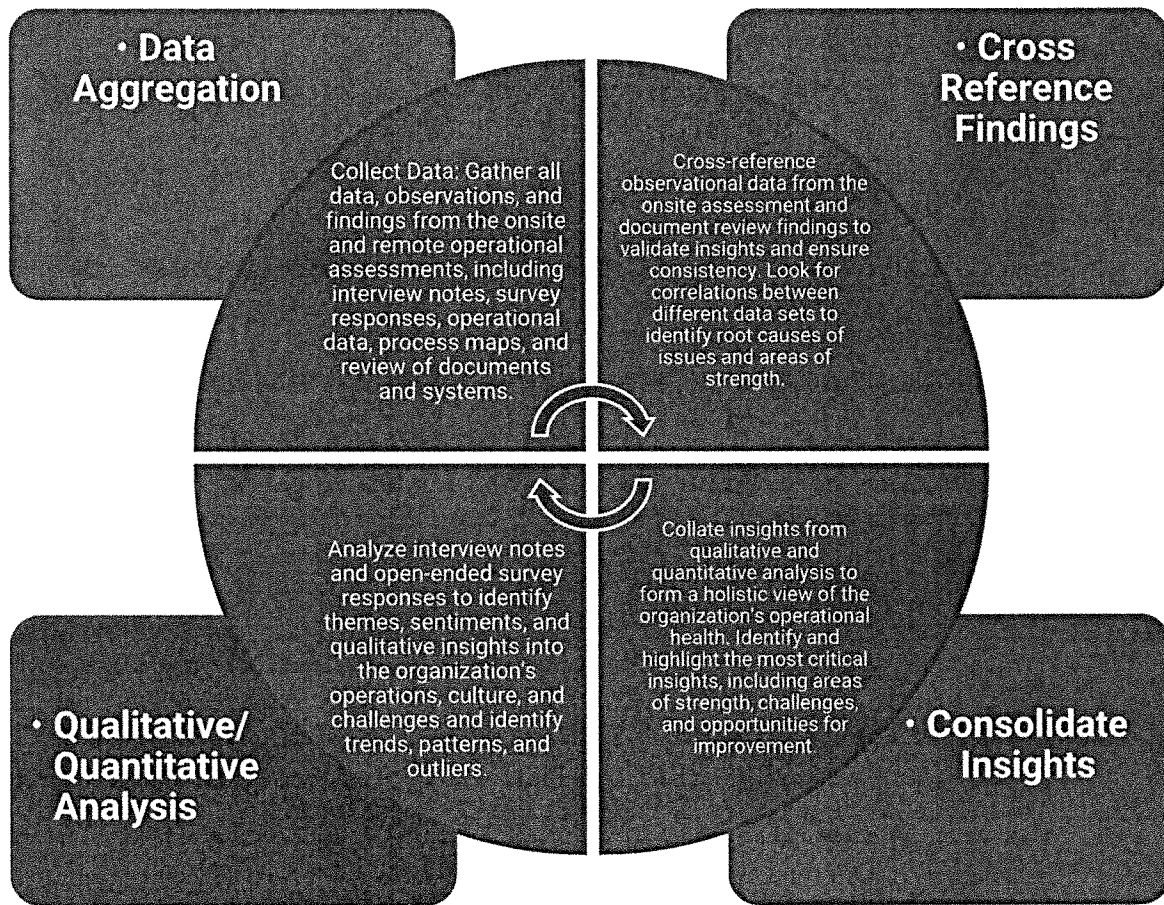 • Data
Aggregation
Collect Data: Gather all
data, observations, and
findings from the onsite
and remote operational
assessments, including
interview notes, survey
responses, operational
data, process maps, and
review of documents
and systems.
• Cross
Reference
Findings
Cross-reference
observational data from the
onsite assessment and
document review findings to
validate insights and ensure
consistency. Look for
correlations between
different data sets to
identify root causes of
issues and areas of
strength.
• Qualitative/
Quantitative
Analysis
Analyze interview notes
and open-ended survey
responses to identify
themes, sentiments, and
qualitative insights into
the organization's
operations, culture, and
challenges and identify
trends, patterns, and
outliers.
Collate insights from
qualitative and
quantitative analysis to
form a holistic view of the
organization's operational
health. Identify and
highlight the most critical
insights, including areas
of strength, challenges,
and opportunities for
improvement.
• Consolidate
Insights